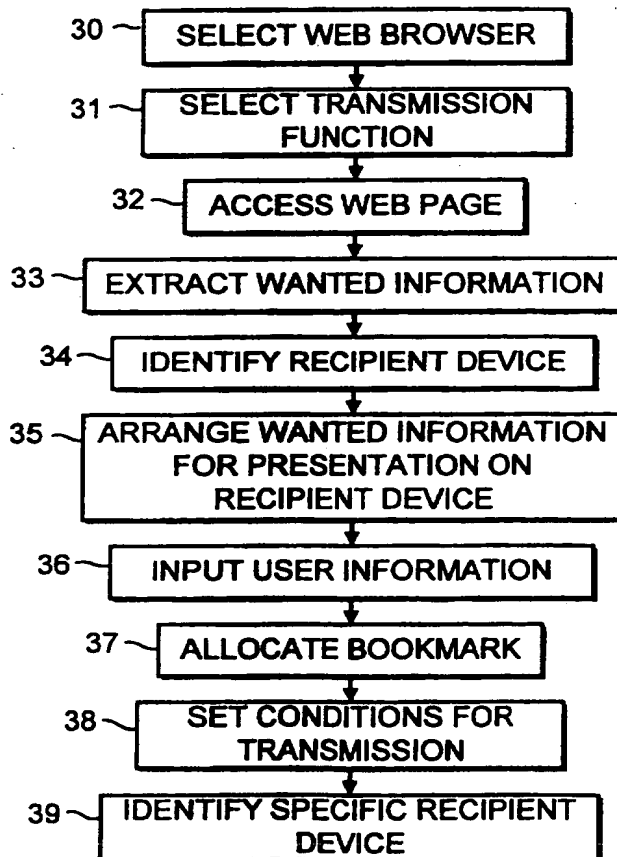 30 SELECT WEB BROWSER
31 SELECT TRANSMISSION
FUNCTION
32 ACCESS WEB PAGE
33 EXTRACT WANTED INFORMATION
34 IDENTIFY RECIPIENT DEVICE
35 ARRANGE WANTED INFORMATION
FOR PRESENTATION ON
RECIPIENT DEVICE
36 INPUT USER INFORMATION
37 ALLOCATE BOOKMARK
38 SET CONDITIONS FOR
TRANSMISSION
39 IDENTIFY SPECIFIC RECIPIENT
DEVICE